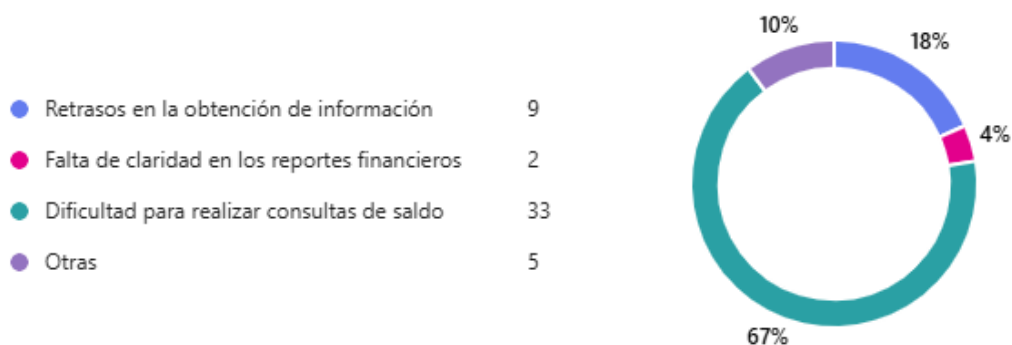 Retrasos en la obtención de información 9
Falta de claridad en los reportes financieros 2
Dificultad para realizar consultas de saldo 33
Otras 5
10%
18%
4%
67%